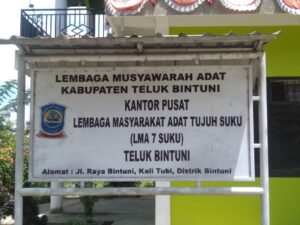 LEMBAGA MUSYAWARAH ADAT
KABUPATEN TELUK BINTUNI
KANTOR PUSAT
LEMBAGA MASYARAKAT ADAT TUJUH SUKU
(LMA 7 SUKU)
TELUK BINTUNI
Alamat : Jl. Raya Bintuni, Kali Tubi, Distrik Bintuni